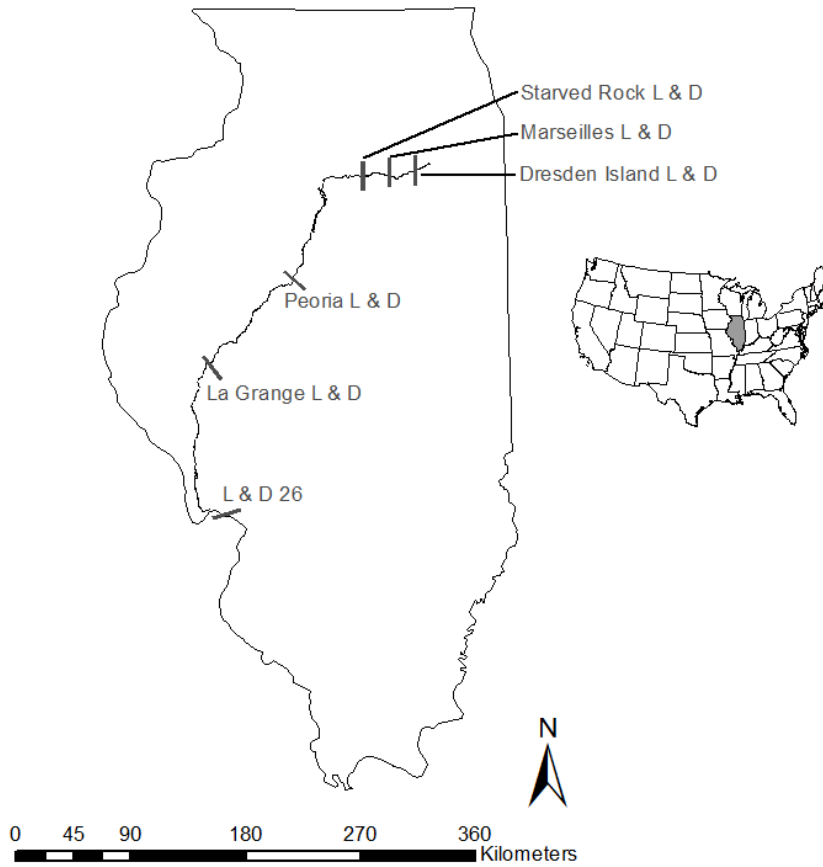 Starved Rock L & D
Marseilles L & D
Dresden Island L & D
Peoria L & D
La Grange L & D
L & D 26
N
0 45 90 180 270 360
Kilometers